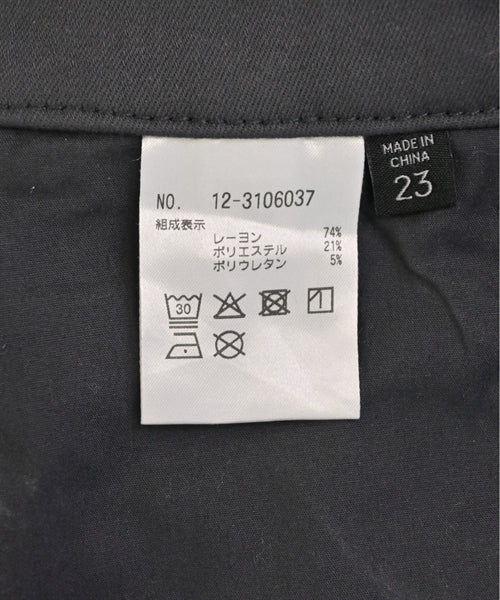 NO. 12-3106037
組成表示
レーヨン 74%
ポリエステル 21%
ポリウレタン 5%
30
MADE IN
CHINA
23